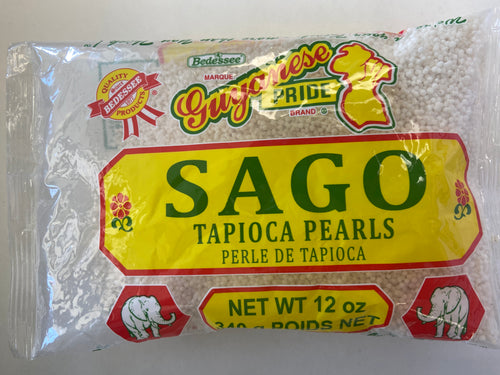 Bedessee
MARQUE
Guyanese
PRIDE
BRAND ®
QUALITY
BEDESSEE
PRODUCTS
SAGO
TAPIOCA PEARLS
PERLE DE TAPIOCA
NET WT 12 oz
340 g POIDS NET